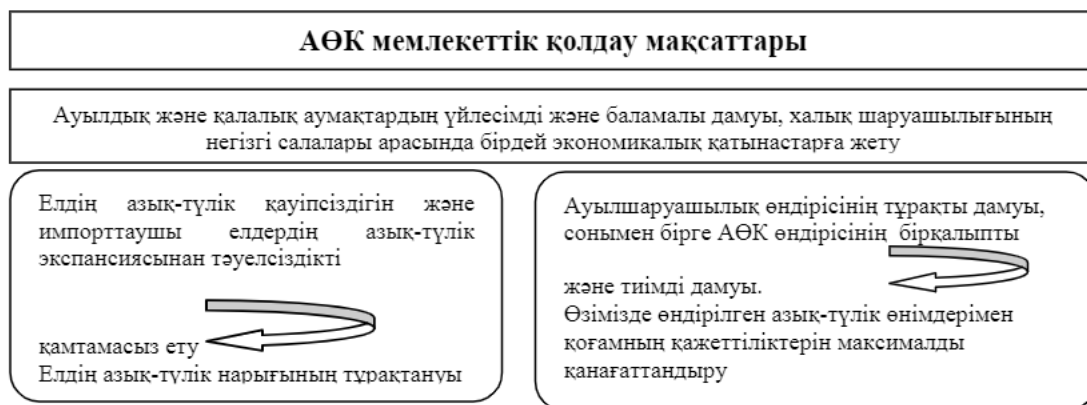 АӨК мемлекеттік қолдау мақсаттары
Ауылдық және қалалық аумақтардың үйлесімді және баламалы дамуы, халық шаруашылығының
негізгі салалары арасында бірдей экономикалық қатынастарға жету
Елдің азық-түлік қауіпсіздігін және
импорттаушы елдердің азық-түлік
экспансиясынан тәуелсіздікті
қамтамасыз ету
Елдің азық-түлік нарығының тұрақтануы
Ауылшаруашылық өндірісінің тұрақты дамуы,
сонымен бірге АӨК өндірісінің бірқалыпты
және тиімді дамуы.
Өзімізде өндірілген азық-түлік өнімдерімен
қоғамның қажеттіліктерін максималды
қанағаттандыру